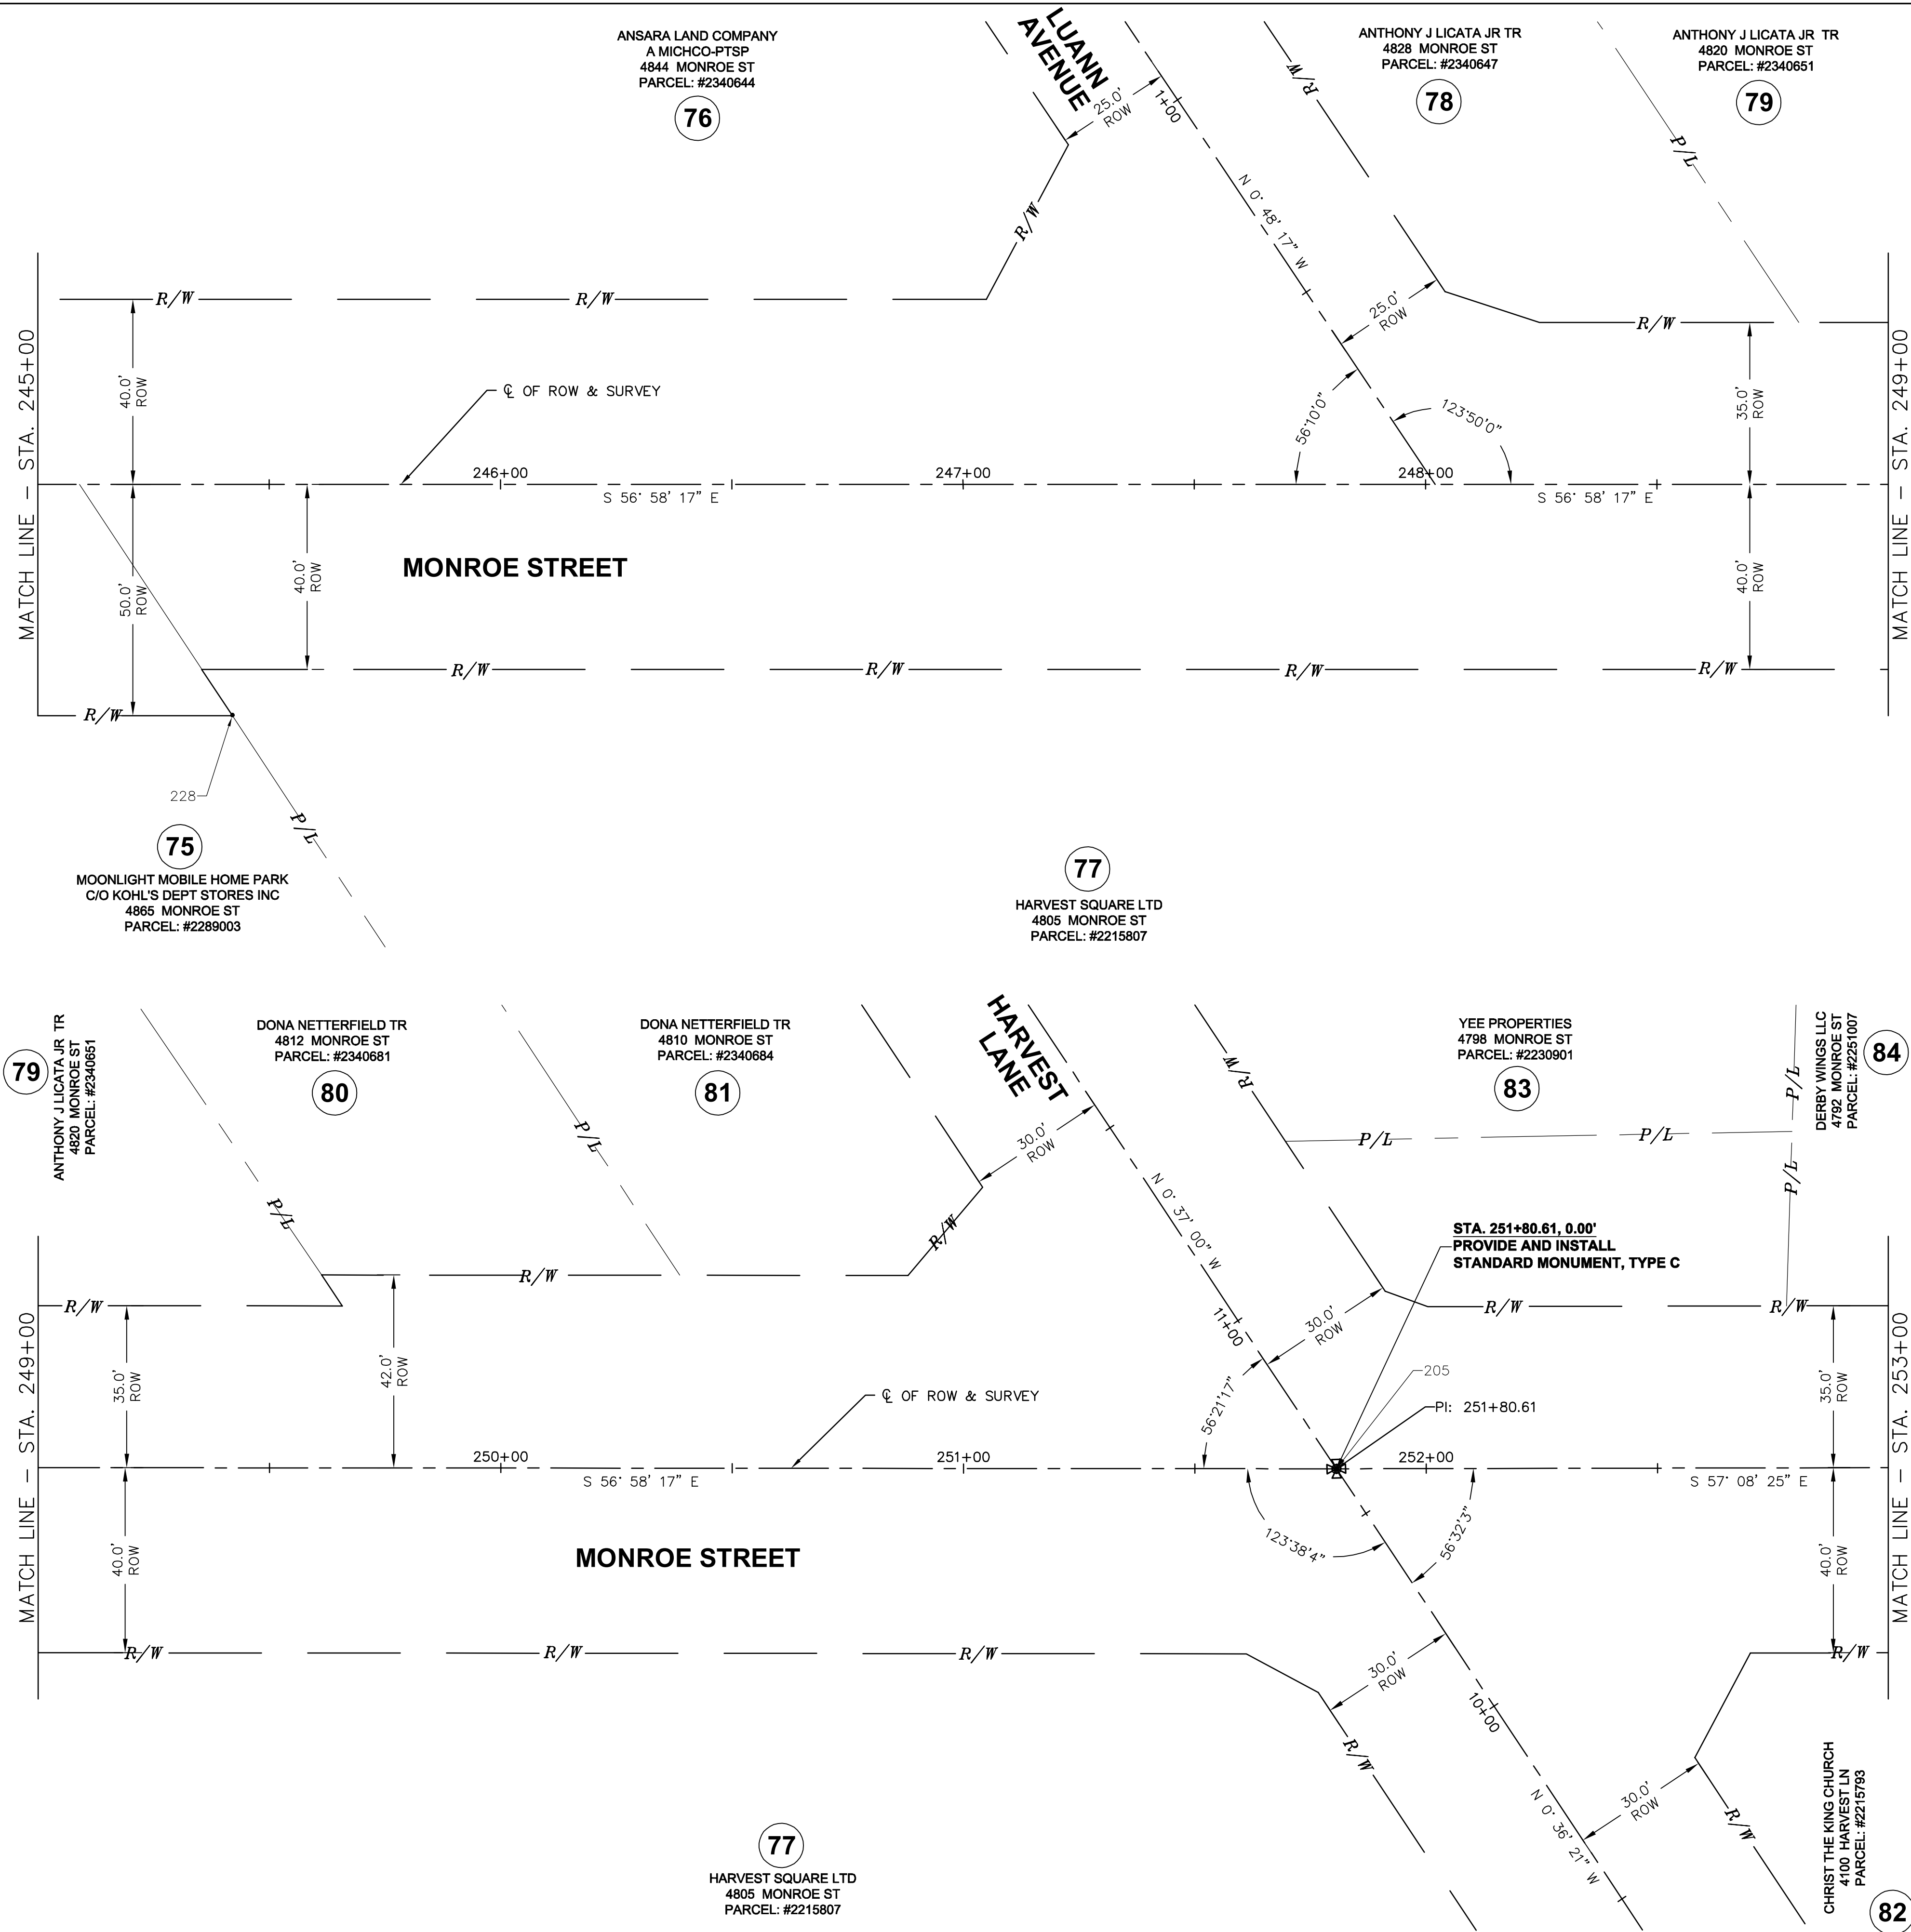 ANSARA LAND COMPANY
A MICHCO-PTSP
4844 MONROE ST
PARCEL: #2340644
76
LUANN
AVENUE
25.0'
ROW
1+00
R/W
ANTHONY J LICATA JR TR
4828 MONROE ST
PARCEL: #2340647
78
ANTHONY J LICATA JR TR
4820 MONROE ST
PARCEL: #2340651
79
P/L
R/W
N 0° 48' 17" W
MATCH LINE - STA. 245+00
R/W
R/W
40.0'
ROW
℄ OF ROW & SURVEY
25.0'
ROW
R/W
35.0'
ROW
MATCH LINE - STA. 249+00
56°10'0"
123°50'0"
246+00
247+00
248+00
S 56° 58' 17" E
S 56° 58' 17" E
50.0'
ROW
40.0'
ROW
MONROE STREET
40.0'
ROW
R/W
R/W
R/W
R/W
R/W
228
P/L
75
MOONLIGHT MOBILE HOME PARK
C/O KOHL'S DEPT STORES INC
4865 MONROE ST
PARCEL: #2289003
77
HARVEST SQUARE LTD
4805 MONROE ST
PARCEL: #2215807
79
ANTHONY J LICATA JR TR
4820 MONROE ST
PARCEL: #2340651
DONA NETTERFIELD TR
4812 MONROE ST
PARCEL: #2340681
80
DONA NETTERFIELD TR
4810 MONROE ST
PARCEL: #2340684
81
HARVEST
LANE
R/W
YEE PROPERTIES
4798 MONROE ST
PARCEL: #2230901
83
DERBY WINGS LLC
4792 MONROE ST
PARCEL: #2251007
84
P/L
P/L
P/L
P/L
P/L
P/L
30.0'
ROW
N 0° 37' 00" W
R/W
STA. 251+80.61, 0.00'
PROVIDE AND INSTALL
STANDARD MONUMENT, TYPE C
MATCH LINE - STA. 249+00
R/W
R/W
R/W
R/W
35.0'
ROW
42.0'
ROW
11+00
30.0'
ROW
35.0'
ROW
MATCH LINE - STA. 253+00
℄ OF ROW & SURVEY
56°21'17"
205
PI: 251+80.61
250+00
251+00
252+00
S 56° 58' 17" E
S 57° 08' 25" E
MONROE STREET
40.0'
ROW
123°38'4"
56°32'3"
40.0'
ROW
R/W
R/W
R/W
R/W
30.0'
ROW
10+00
R/W
N 0° 36' 21" W
30.0'
ROW
R/W
CHRIST THE KING CHURCH
4100 HARVEST LN
PARCEL: #2215793
82
77
HARVEST SQUARE LTD
4805 MONROE ST
PARCEL: #2215807